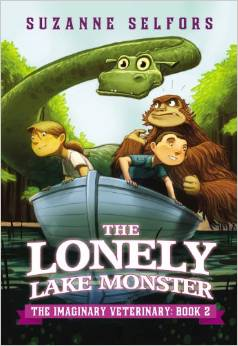 SUZANNE SELFORS
THE
LONELY
LAKE MONSTER
THE IMAGINARY VETERINARY: BOOK 2